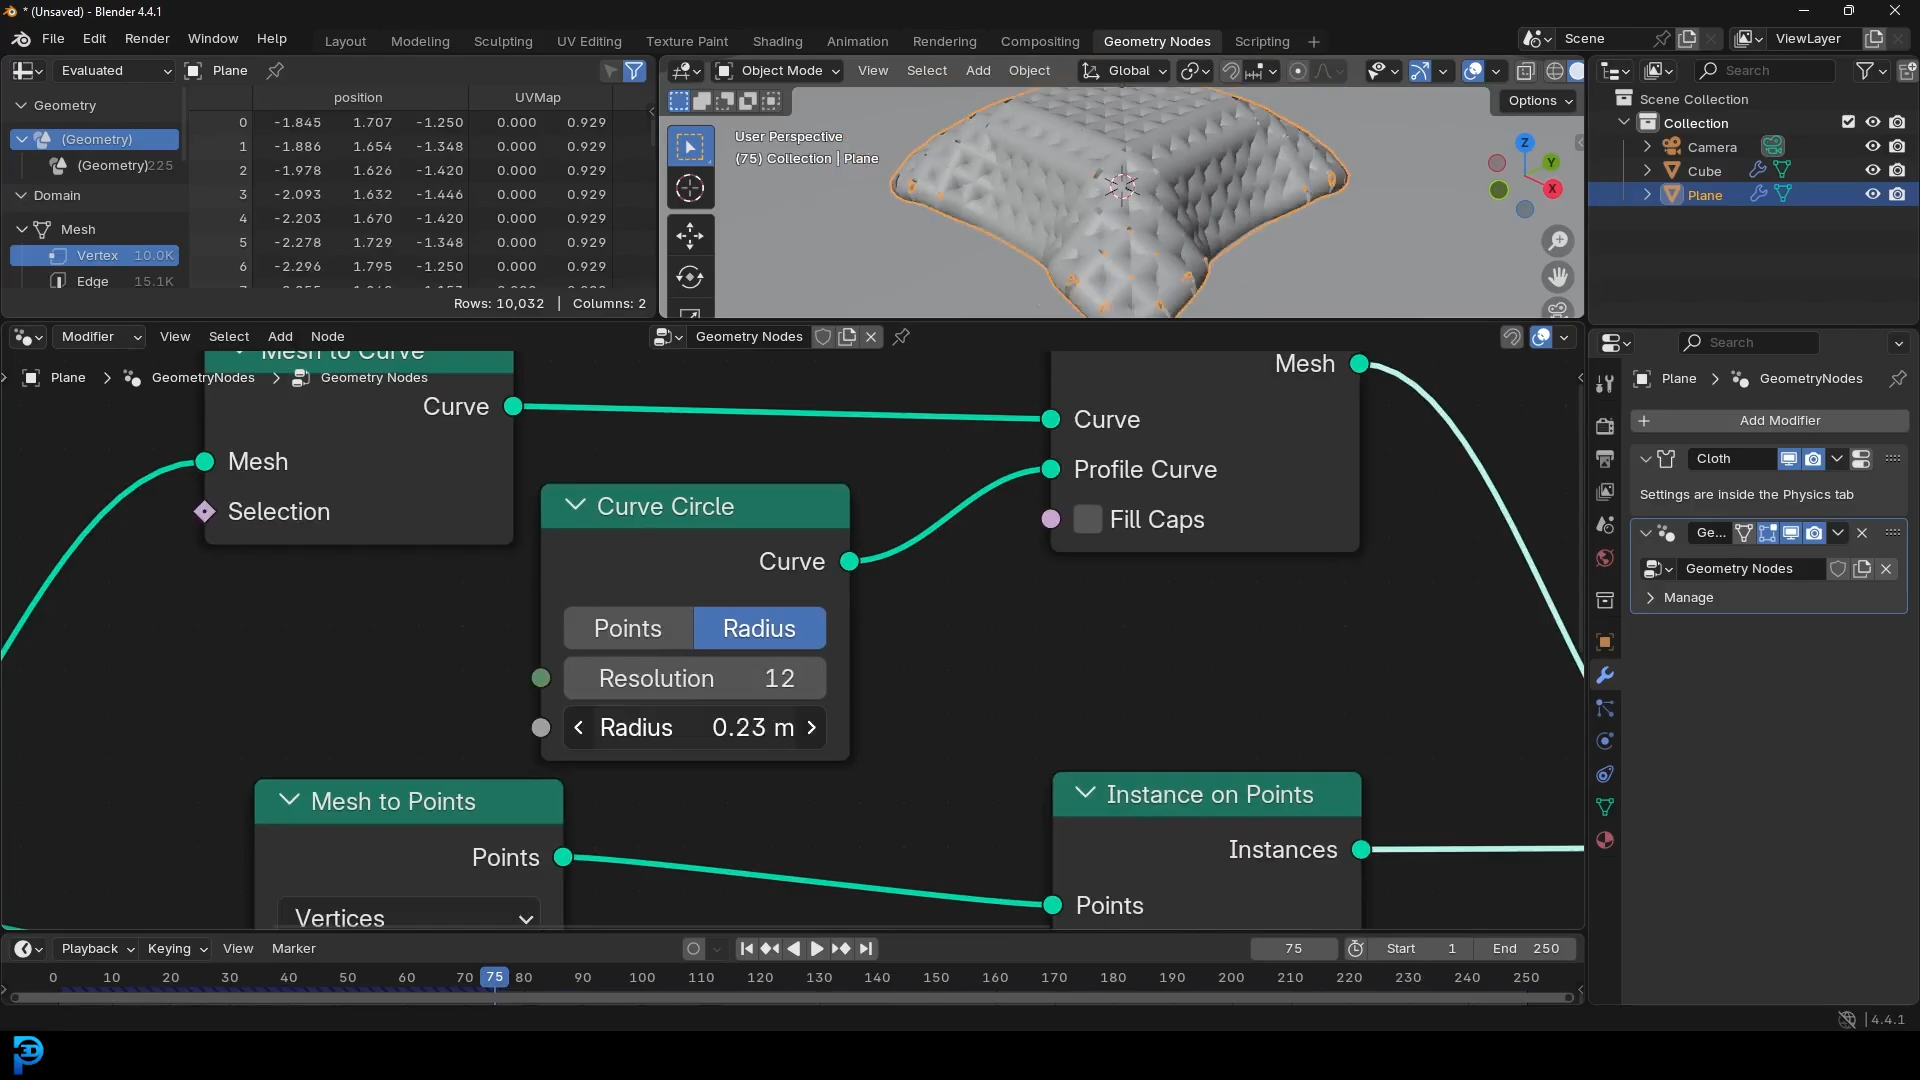 * (Unsaved) - Blender 4.4.1
File Edit Render Window Help
Layout Modeling Sculpting UV Editing Texture Paint Shading Animation Rendering Compositing Geometry Nodes Scripting
Scene
ViewLayer
Evaluated
Plane
Geometry
(Geometry)
(Geometry) 225
Domain
Mesh
Vertex 10.0K
Edge 15.1K
position UVMap
0 -1.845 1.707 -1.250 0.000 0.929
1 -1.886 1.654 -1.348 0.000 0.929
2 -1.978 1.626 -1.420 0.000 0.929
3 -2.093 1.632 -1.446 0.000 0.929
4 -2.203 1.670 -1.420 0.000 0.929
5 -2.278 1.729 -1.348 0.000 0.929
6 -2.296 1.795 -1.250 0.000 0.929
Rows: 10,032 | Columns: 2
Object Mode View Select Add Object Global
Options
User Perspective
(75) Collection | Plane
Z
Y
X
Search
Scene Collection
Collection
Camera
Cube
Plane
Modifier View Select Add Node
Geometry Nodes
Plane > GeometryNodes > Geometry Nodes
Mesh to Curve
Curve
Mesh
Selection
Curve Circle
Curve
Points Radius
Resolution 12
Radius 0.23 m
Mesh
Curve
Profile Curve
Fill Caps
Mesh to Points
Points
Vertices
Instance on Points
Instances
Points
Search
Plane > GeometryNodes
Add Modifier
Cloth
Settings are inside the Physics tab
Ge...
Geometry Nodes
Manage
Playback Keying View Marker
75
Start 1
End 250
0 10 20 30 40 50 60 70 75 80 90 100 110 120 130 140 150 160 170 180 190 200 210 220 230 240 250
4.4.1